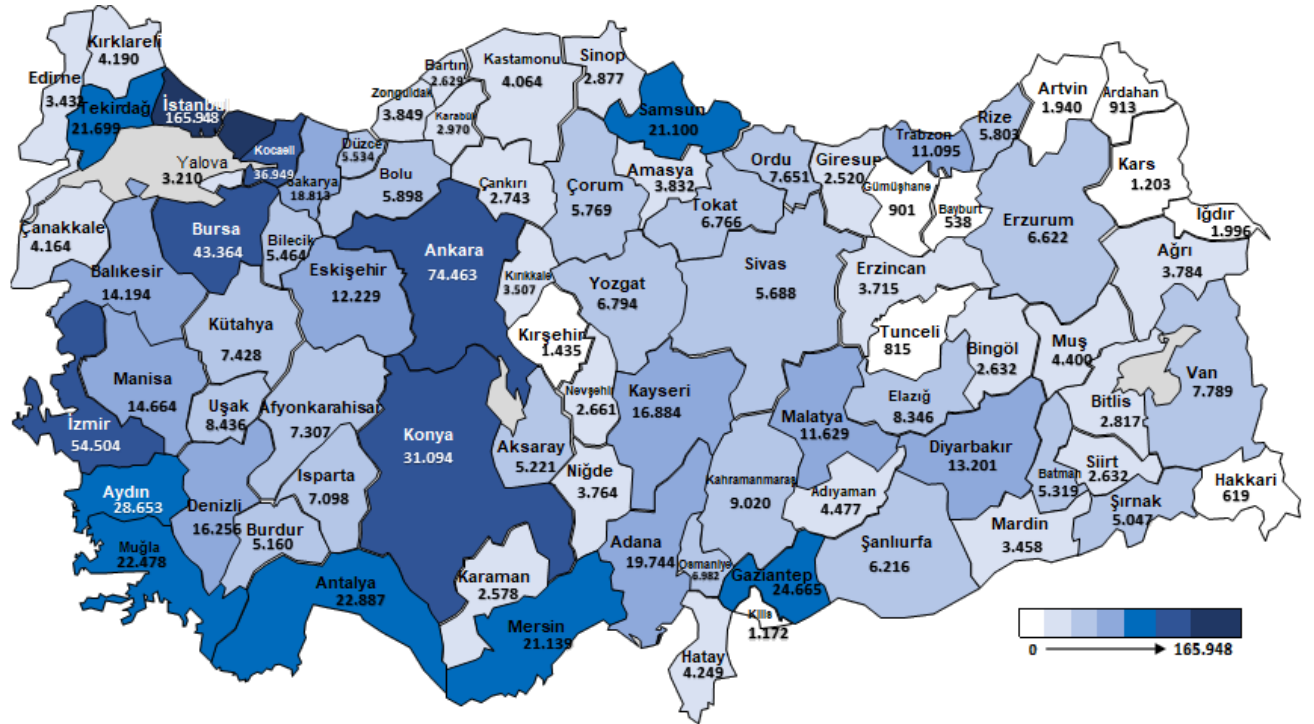 Kırklareli
4.190
Edirne
3.433
Tekirdağ
21.699
İstanbul
165.948
Kocaeli
36.949
Yalova
3.210
Sakarya
18.813
Düzce
5.534
Zonguldak
3.849
Bartın
2.629
Karabük
2.970
Kastamonu
4.064
Sinop
2.877
Samsun
21.100
Bolu
5.898
Çankırı
2.743
Çorum
5.769
Amasya
3.832
Tokat
6.766
Ordu
7.651
Giresun
2.520
Gümüşhane
901
Trabzon
11.095
Bayburt
538
Rize
5.803
Artvin
1.940
Ardahan
913
Kars
1.203
Iğdır
1.996
Erzurum
6.622
Ağrı
3.784
Çanakkale
4.164
Balıkesir
14.194
Bursa
43.364
Bilecik
5.464
Eskişehir
12.229
Ankara
74.463
Kırıkkale
3.507
Yozgat
6.794
Sivas
5.688
Erzincan
3.715
Kütahya
7.428
Kırşehir
1.435
Tunceli
815
Bingöl
2.632
Muş
4.400
Van
7.789
Manisa
14.664
Uşak
8.436
Afyonkarahisar
7.307
Nevşehir
2.661
Kayseri
16.884
Malatya
11.629
Elazığ
8.346
Bitlis
2.817
İzmir
54.504
Konya
31.094
Aksaray
5.221
Diyarbakır
13.201
Batman
5.319
Siirt
2.632
Hakkari
619
Aydın
28.653
Denizli
16.256
Isparta
7.098
Burdur
5.160
Niğde
3.764
Kahramanmaraş
9.020
Adıyaman
4.477
Mardin
3.458
Şırnak
5.047
Muğla
22.478
Antalya
22.887
Karaman
2.578
Mersin
21.139
Adana
19.744
Osmaniye
6.982
Gaziantep
24.665
Şanlıurfa
6.216
Kilis
1.172
Hatay
4.249
0
165.948